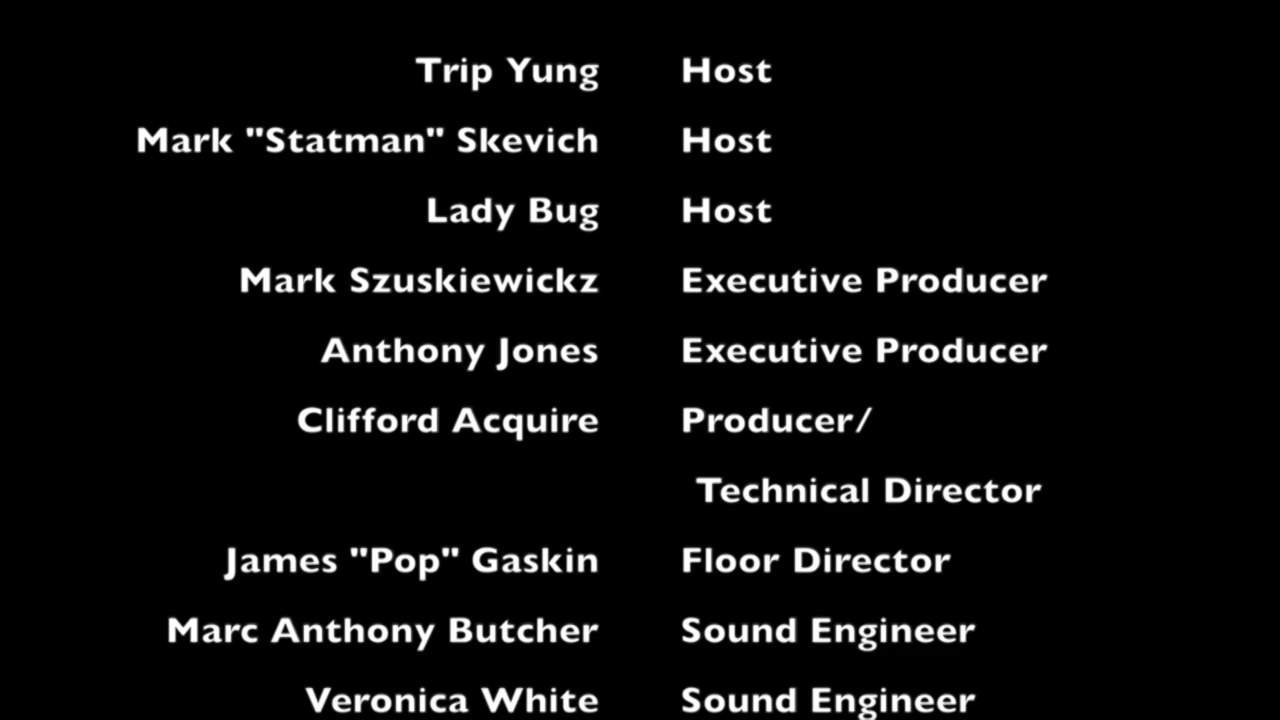 Trip Yung Host
Mark "Statman" Skevich Host
Lady Bug Host
Mark Szuskiewickz Executive Producer
Anthony Jones Executive Producer
Clifford Acquire Producer/
Technical Director
James "Pop" Gaskin Floor Director
Marc Anthony Butcher Sound Engineer
Veronica White Sound Engineer